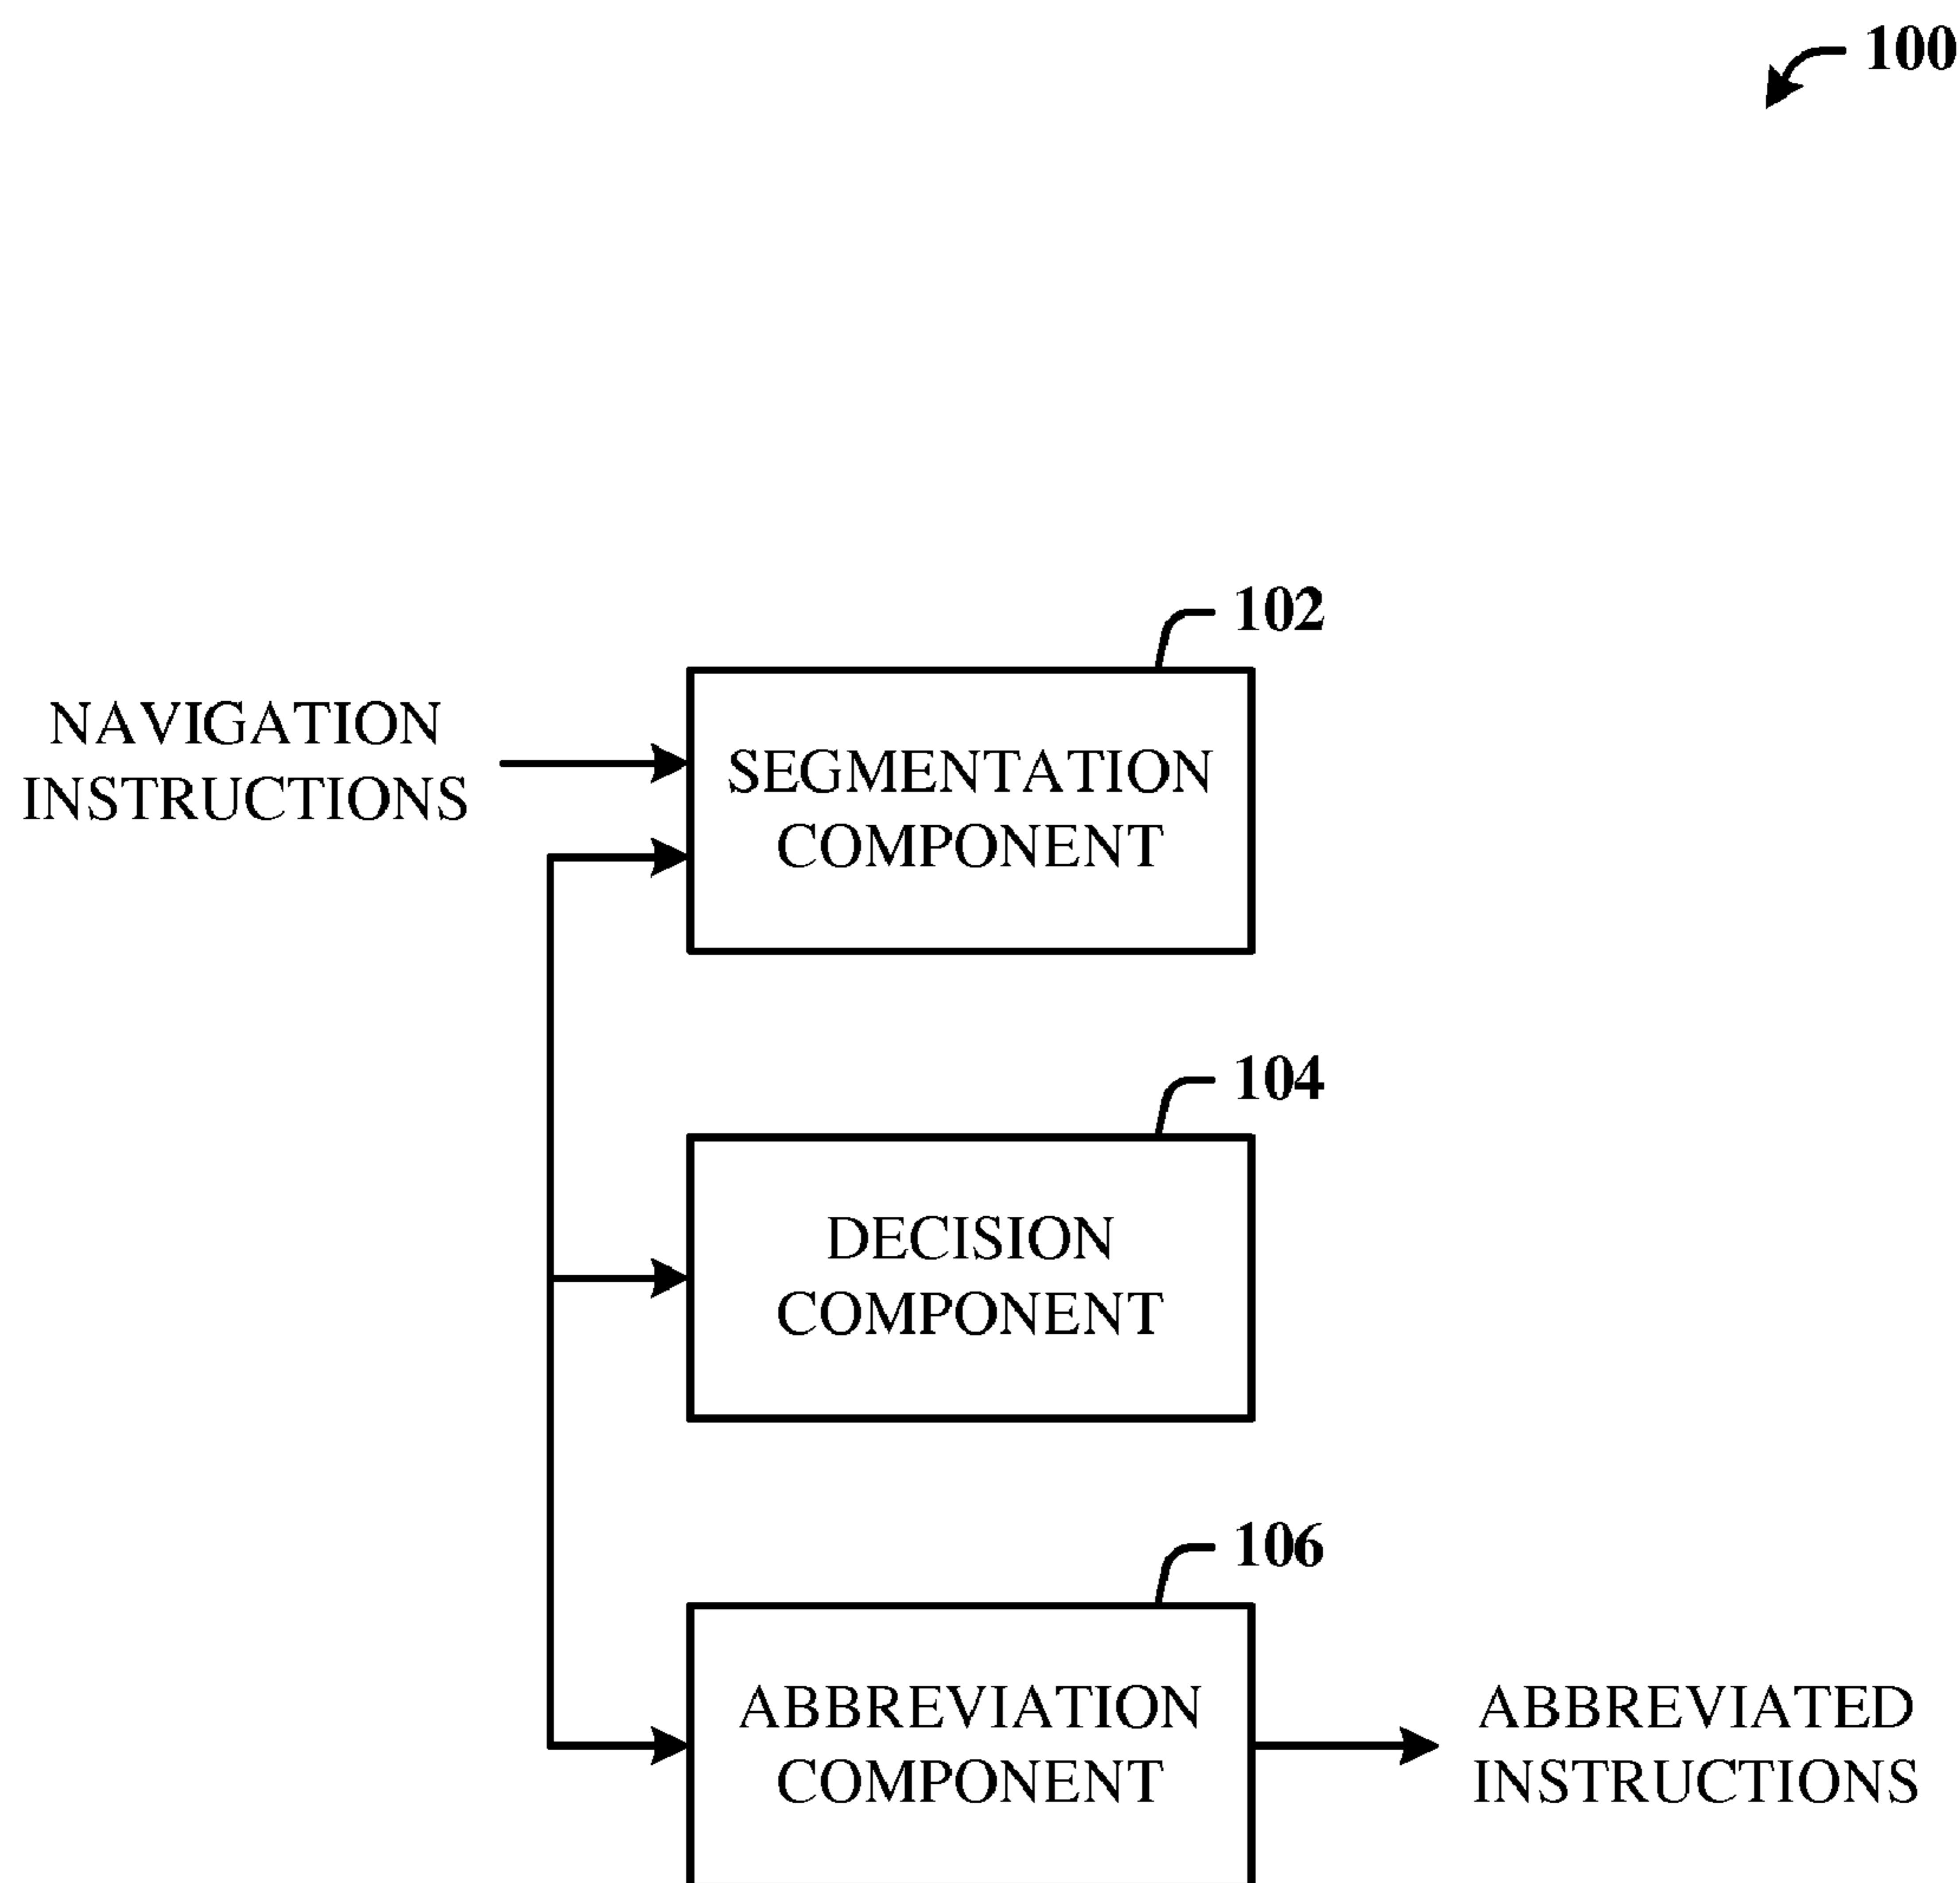 100
102
NAVIGATION
INSTRUCTIONS
SEGMENTATION
COMPONENT
104
DECISION
COMPONENT
106
ABBREVIATION
COMPONENT
ABBREVIATED
INSTRUCTIONS